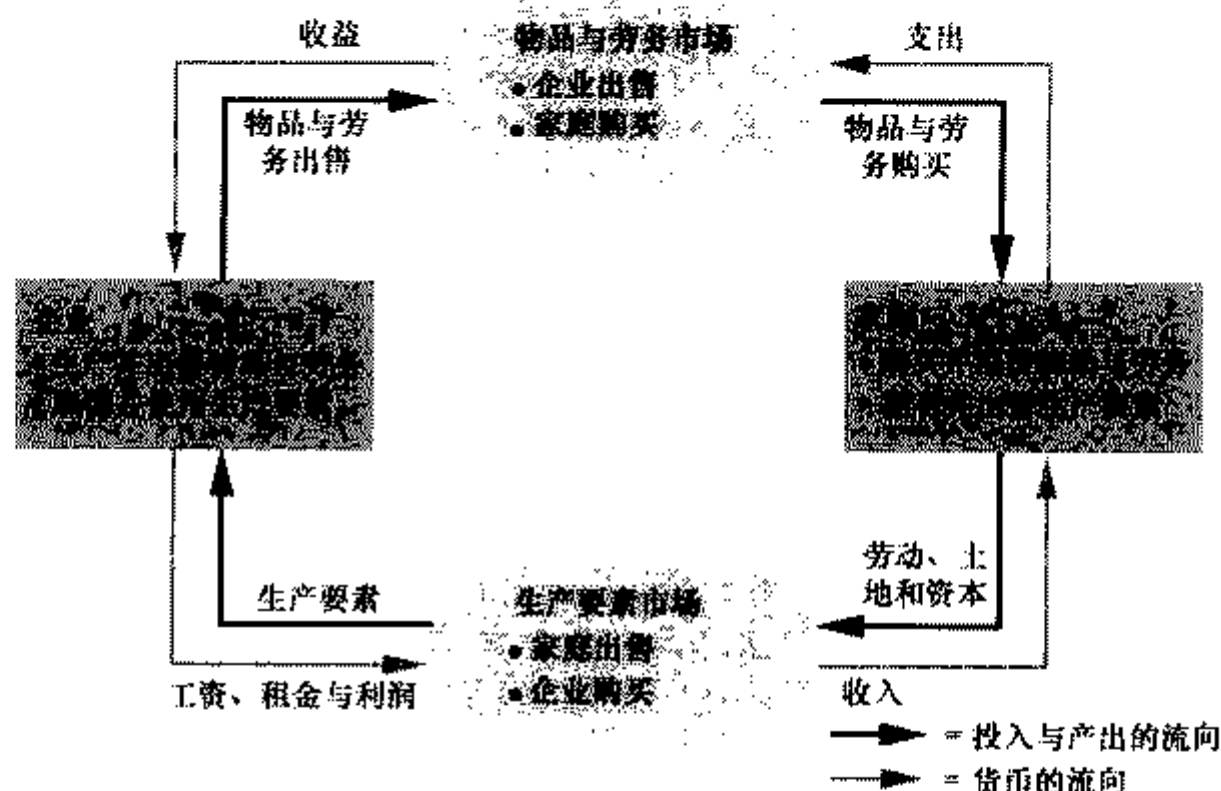 收益
物品与劳务市场
支出
• 企业出售
• 家庭购买
物品与劳
务出售
物品与劳
务购买
劳动、土
地和资本
生产要素
生产要素市场
• 家庭出售
• 企业购买
工资、租金与利润
收入
= 投入与产出的流向
= 货币的流向